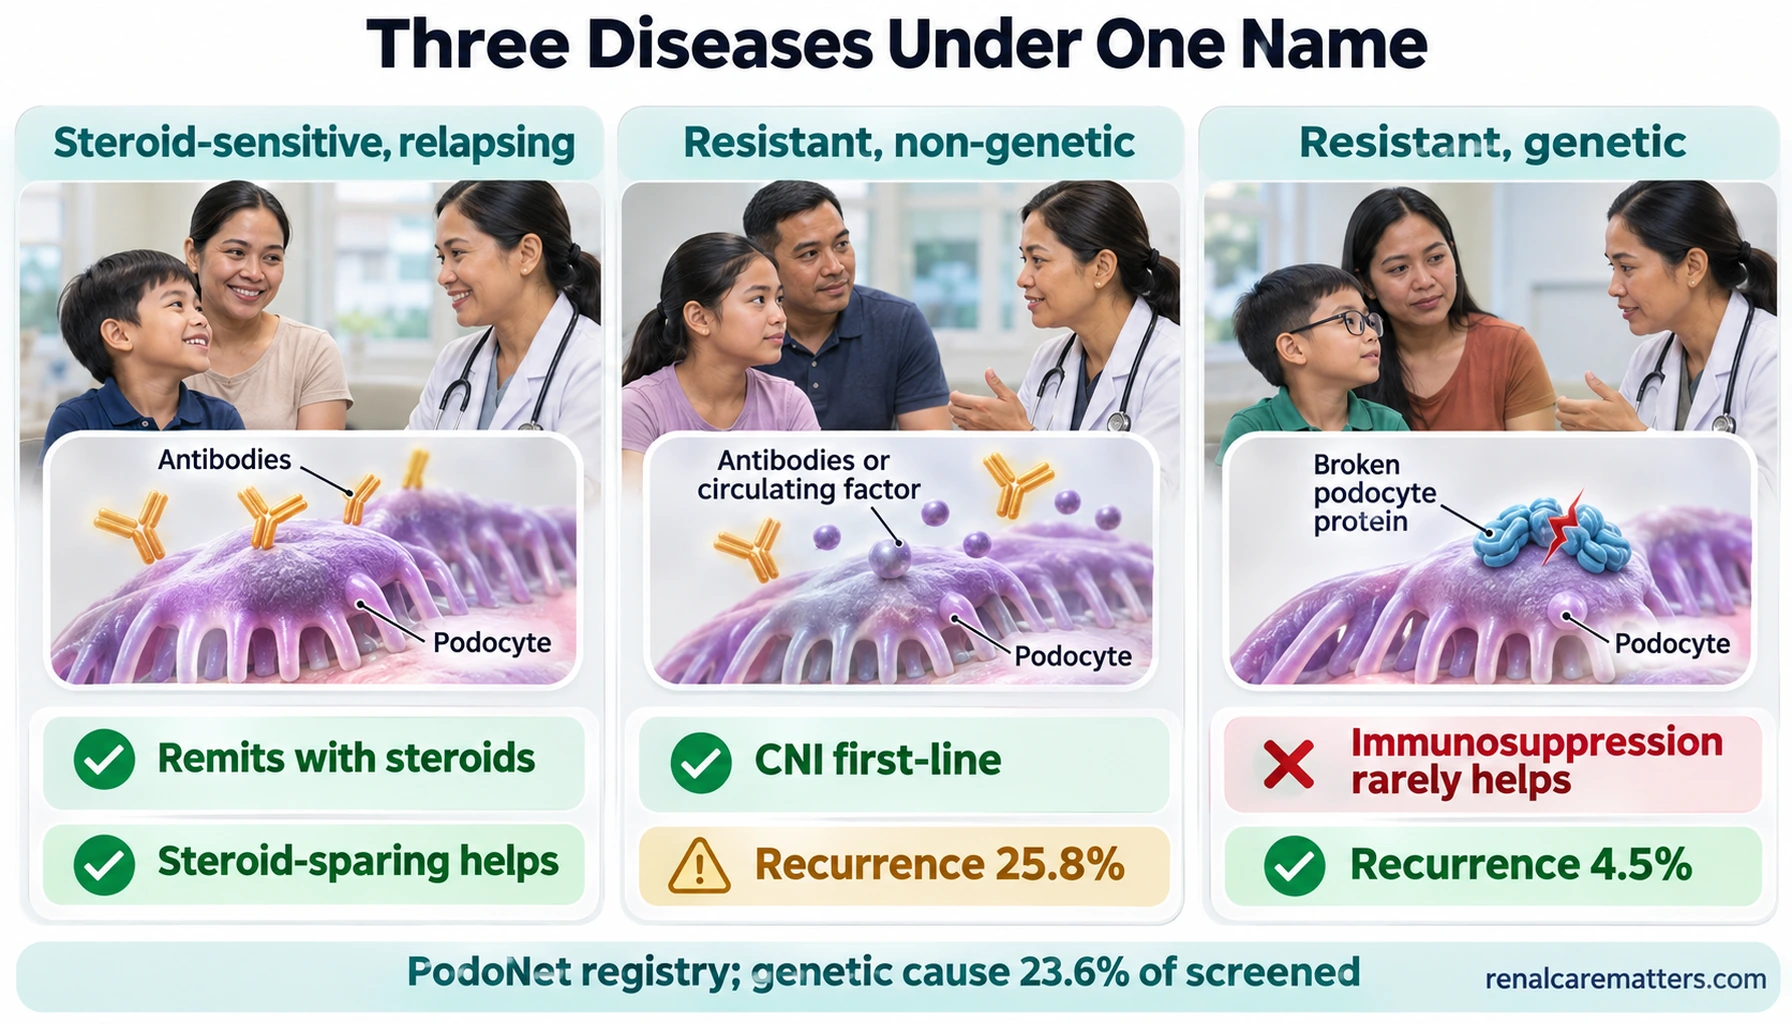 Three Diseases Under One Name
Steroid-sensitive, relapsing
Antibodies
Podocyte
Remits with steroids
Steroid-sparing helps
Resistant, non-genetic
Antibodies or
circulating factor
Podocyte
CNI first-line
Recurrence 25.8%
Resistant, genetic
Broken
podocyte
protein
Podocyte
Immunosuppression
rarely helps
Recurrence 4.5%
PodoNet registry; genetic cause 23.6% of screened
renalcarematters.com